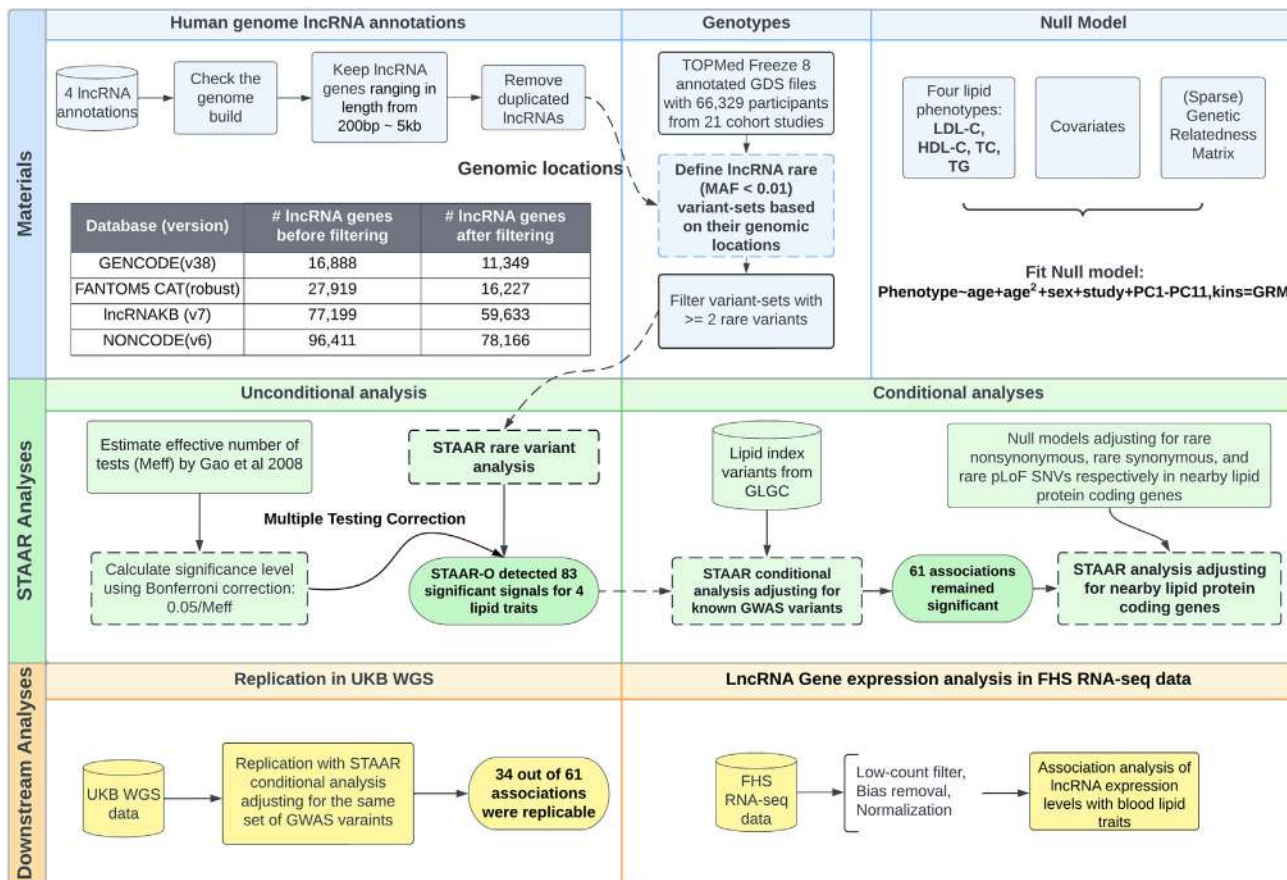 Materials
Human genome lncRNA annotations
4 lncRNA
annotations
Check the
genome
build
Keep lncRNA
genes ranging in
length from
200bp ~ 5kb
Remove
duplicated
lncRNAs
Genomic locations
Database (version)
# lncRNA genes
before filtering
# lncRNA genes
after filtering
GENCODE(v38)
16,888
11,349
FANTOM5 CAT(robust)
27,919
16,227
lncRNAKB (v7)
77,199
59,633
NONCODE(v6)
96,411
78,166
Genotypes
TOPMed Freeze 8
annotated GDS files
with 66,329 participants
from 21 cohort studies
Define lncRNA rare
(MAF < 0.01)
variant-sets based
on their genomic
locations
Filter variant-sets with
>= 2 rare variants
Null Model
Four lipid
phenotypes:
LDL-C,
HDL-C, TC,
TG
Covariates
(Sparse)
Genetic
Relatedness
Matrix
Fit Null model:
Phenotype~age+age²+sex+study+PC1-PC11,kins=GRM
STAAR Analyses
Unconditional analysis
Estimate effective number of
tests (Meff) by Gao et al 2008
STAAR rare variant
analysis
Multiple Testing Correction
Calculate significance level
using Bonferroni correction:
0.05/Meff
STAAR-O detected 83
significant signals for 4
lipid traits
Conditional analyses
Lipid index
variants from
GLGC
Null models adjusting for rare
nonsynonymous, rare synonymous, and
rare pLoF SNVs respectively in nearby lipid
protein coding genes
STAAR conditional
analysis adjusting for
known GWAS variants
61 associations
remained
significant
STAAR analysis adjusting
for nearby lipid protein
coding genes
Downstream Analyses
Replication in UKB WGS
UKB WGS
data
Replication with STAAR
conditional analysis
adjusting for the same
set of GWAS varaints
34 out of 61
associations
were replicable
LncRNA Gene expression analysis in FHS RNA-seq data
FHS
RNA-seq
data
Low-count filter,
Bias removal,
Normalization
Association analysis of
lncRNA expression
levels with blood lipid
traits